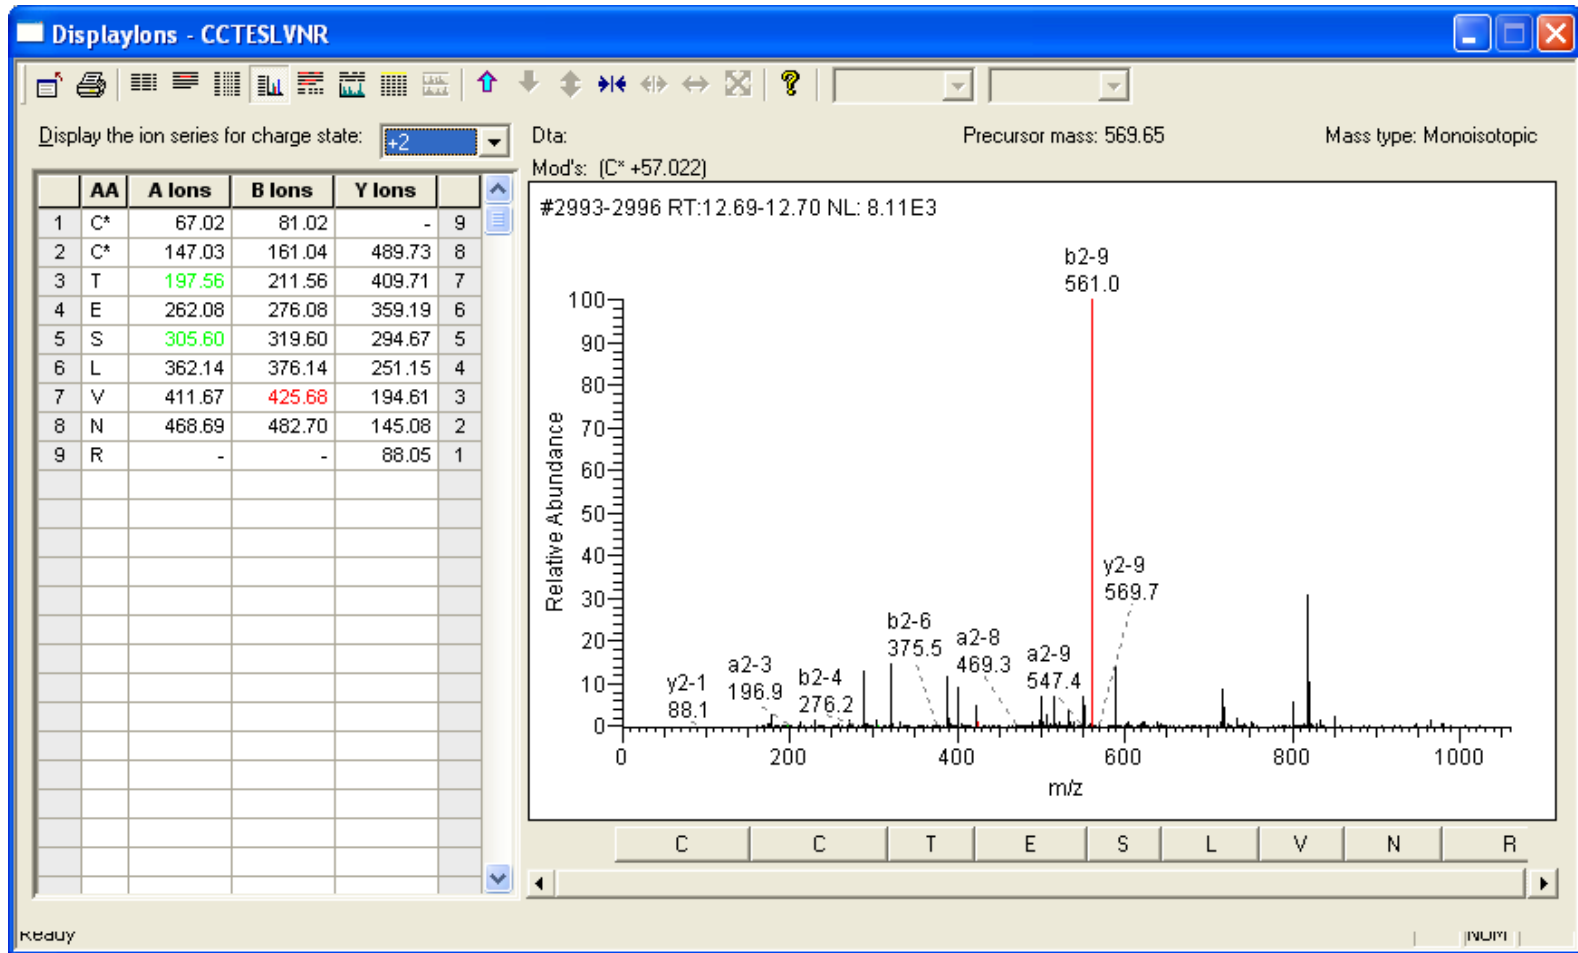 DisplayIons - CCTESLVNR
Display the ion series for charge state: +2
Dta: Precursor mass: 569.65 Mass type: Monoisotopic
Mod's: (C* +57.022)
AA A Ions B Ions Y Ions
1 C* 67.02 81.02 - 9
2 C* 147.03 161.04 489.73 8
3 T 197.56 211.56 409.71 7
4 E 262.08 276.08 359.19 6
5 S 305.60 319.60 294.67 5
6 L 362.14 376.14 251.15 4
7 V 411.67 425.68 194.61 3
8 N 468.69 482.70 145.08 2
9 R - - 88.05 1
#2993-2996 RT:12.69-12.70 NL: 8.11E3
b2-9
561.0
100
90
80
70
60
50
40
30
20
10
0
Relative Abundance
y2-9
569.7
b2-6
375.5
a2-8
469.3
a2-9
547.4
a2-3
196.9
b2-4
276.2
y2-1
88.1
0 200 400 600 800 1000
m/z
C C T E S L V N R
Ready NUM